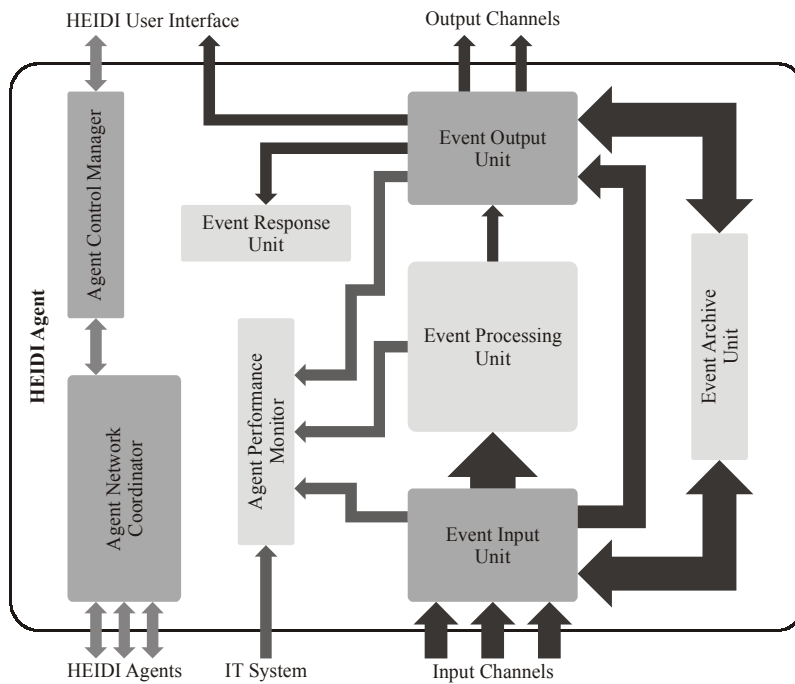 HEIDI User Interface
Output Channels
Agent Control Manager
Event Output
Unit
Event Response
Unit
HEIDI Agent
Event Processing
Unit
Event Archive
Unit
Agent Performance
Monitor
Agent Network
Coordinator
Event Input
Unit
HEIDI Agents
IT System
Input Channels